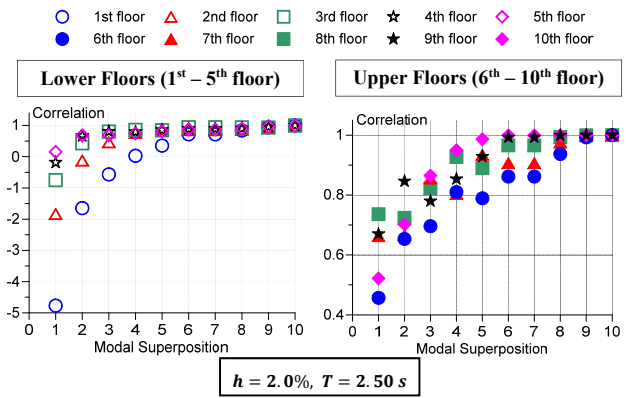 1st floor 2nd floor 3rd floor 4th floor 5th floor
6th floor 7th floor 8th floor 9th floor 10th floor
Lower Floors (1st – 5th floor)
Upper Floors (6th – 10th floor)
Correlation
1
0
-1
-2
-3
-4
-5
0 1 2 3 4 5 6 7 8 9 10
Modal Superposition
Correlation
1
0.8
0.6
0.4
0 1 2 3 4 5 6 7 8 9 10
Modal Superposition
h = 2.0%, T = 2.50 s